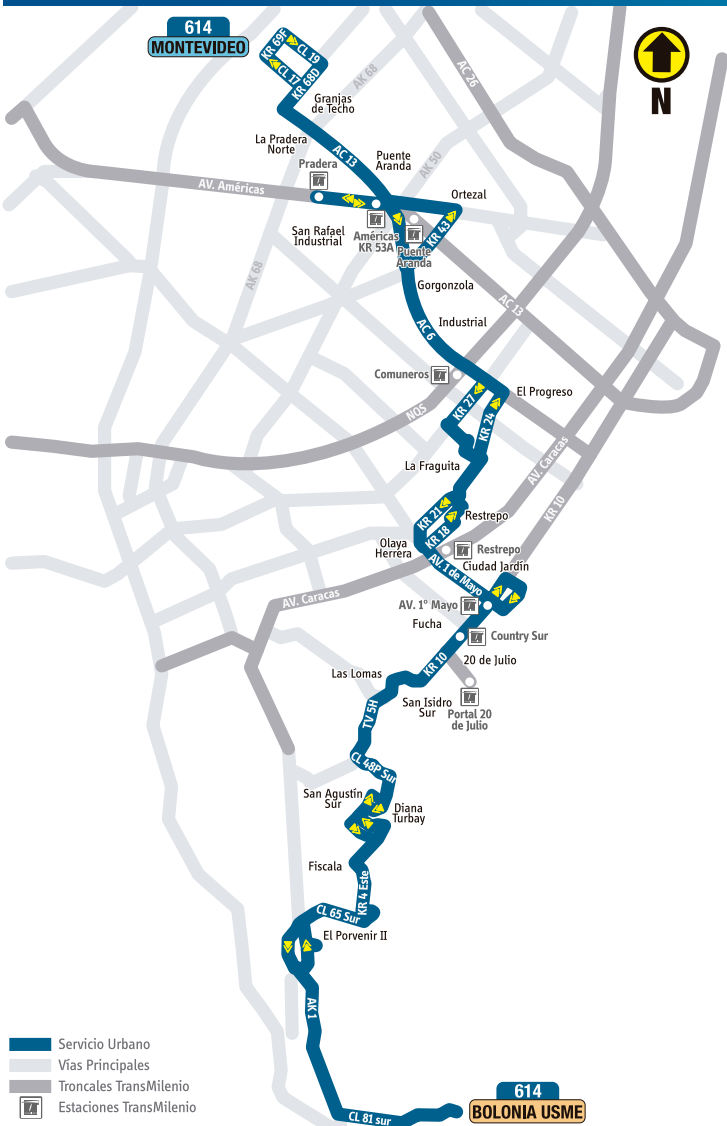 614
MONTEVIDEO
KR 69F
CL 19
CL 17
KR 68D
AK 68
AC 26
N
Granjas
de Techo
La Pradera
Norte
AC 13
Puente
Aranda
AK 50
Pradera
AV. Américas
Ortezal
San Rafael
Industrial
Américas
KR 53A
KR 43
Puente
Aranda
AK 68
Gorgonzola
AC 13
Industrial
AC 6
Comuneros
El Progreso
KR 27
NQS
KR 24
La Fraguita
AV. Caracas
KR 10
KR 21
Restrepo
KR 18
Olaya
Herrera
Restrepo
Ciudad Jardín
AV. 1 de Mayo
AV. Caracas
AV. 1° Mayo
Fucha
Country Sur
KR 10
20 de Julio
Las Lomas
San Isidro
Sur
TV 5H
Portal 20
de Julio
CL 48P Sur
San Agustín
Sur
Diana
Turbay
Fiscala
KR 4 Este
CL 65 Sur
El Porvenir II
AK 1
Servicio Urbano
Vías Principales
Troncales TransMilenio
Estaciones TransMilenio
614
BOLONIA USME
CL 81 sur